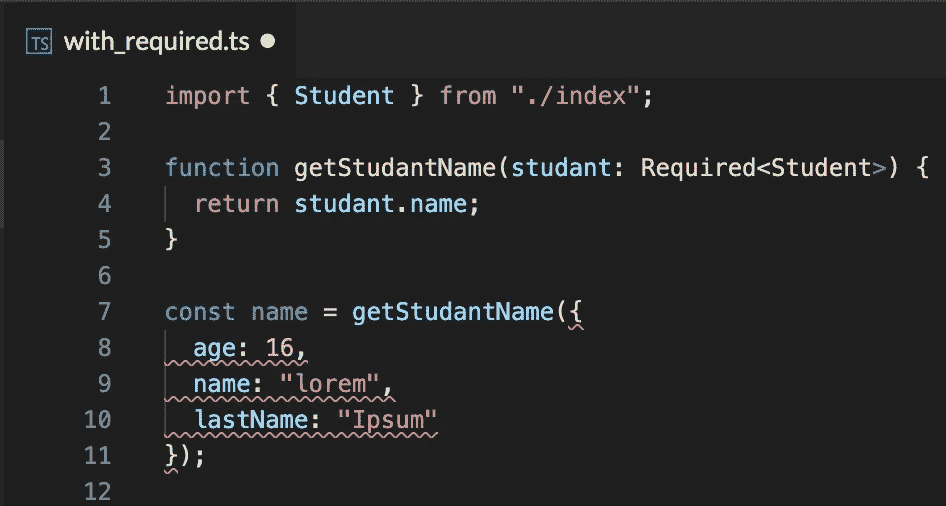 TS with_required.ts
1 import { Student } from "./index";
2
3 function getStudantName(studant: Required<Student>) {
4   return studant.name;
5 }
6
7 const name = getStudantName({
8   age: 16,
9   name: "lorem",
10   lastName: "Ipsum"
11 });
12